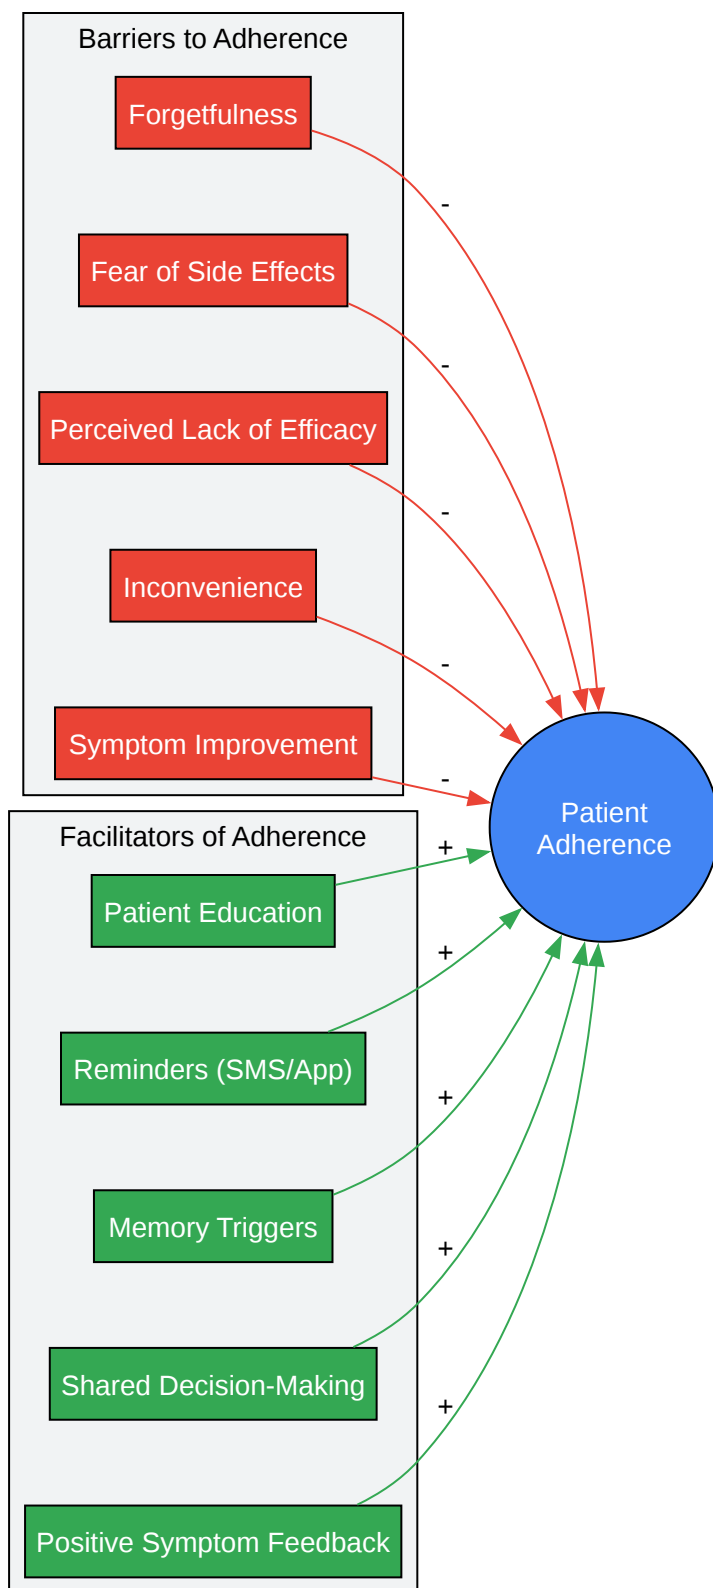 Barriers to Adherence
Forgetfulness
-
Fear of Side Effects
-
Perceived Lack of Efficacy
-
Inconvenience
-
Symptom Improvement
-
Patient
Adherence
Facilitators of Adherence
+
Patient Education
+
Reminders (SMS/App)
+
Memory Triggers
+
Shared Decision-Making
+
Positive Symptom Feedback